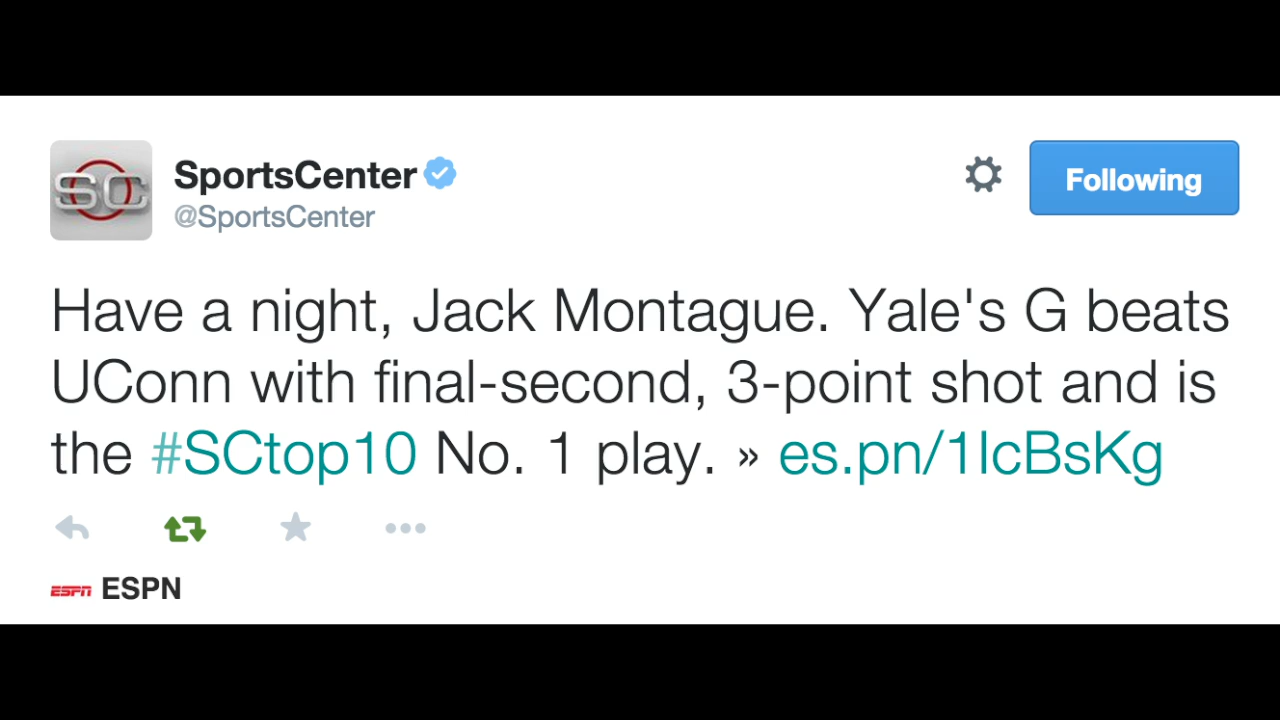 SC
SportsCenter
@SportsCenter
Following
Have a night, Jack Montague. Yale's G beats
UConn with final-second, 3-point shot and is
the #SCtop10 No. 1 play. » es.pn/1IcBsKg
ESPN ESPN